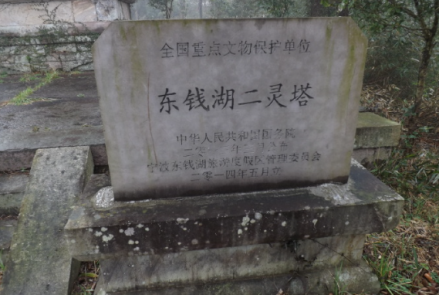 全国重点文物保护单位
东钱湖二灵塔
中华人民共和国国务院
宁波东钱湖旅游度假区管理委员会
二零一四年五月立